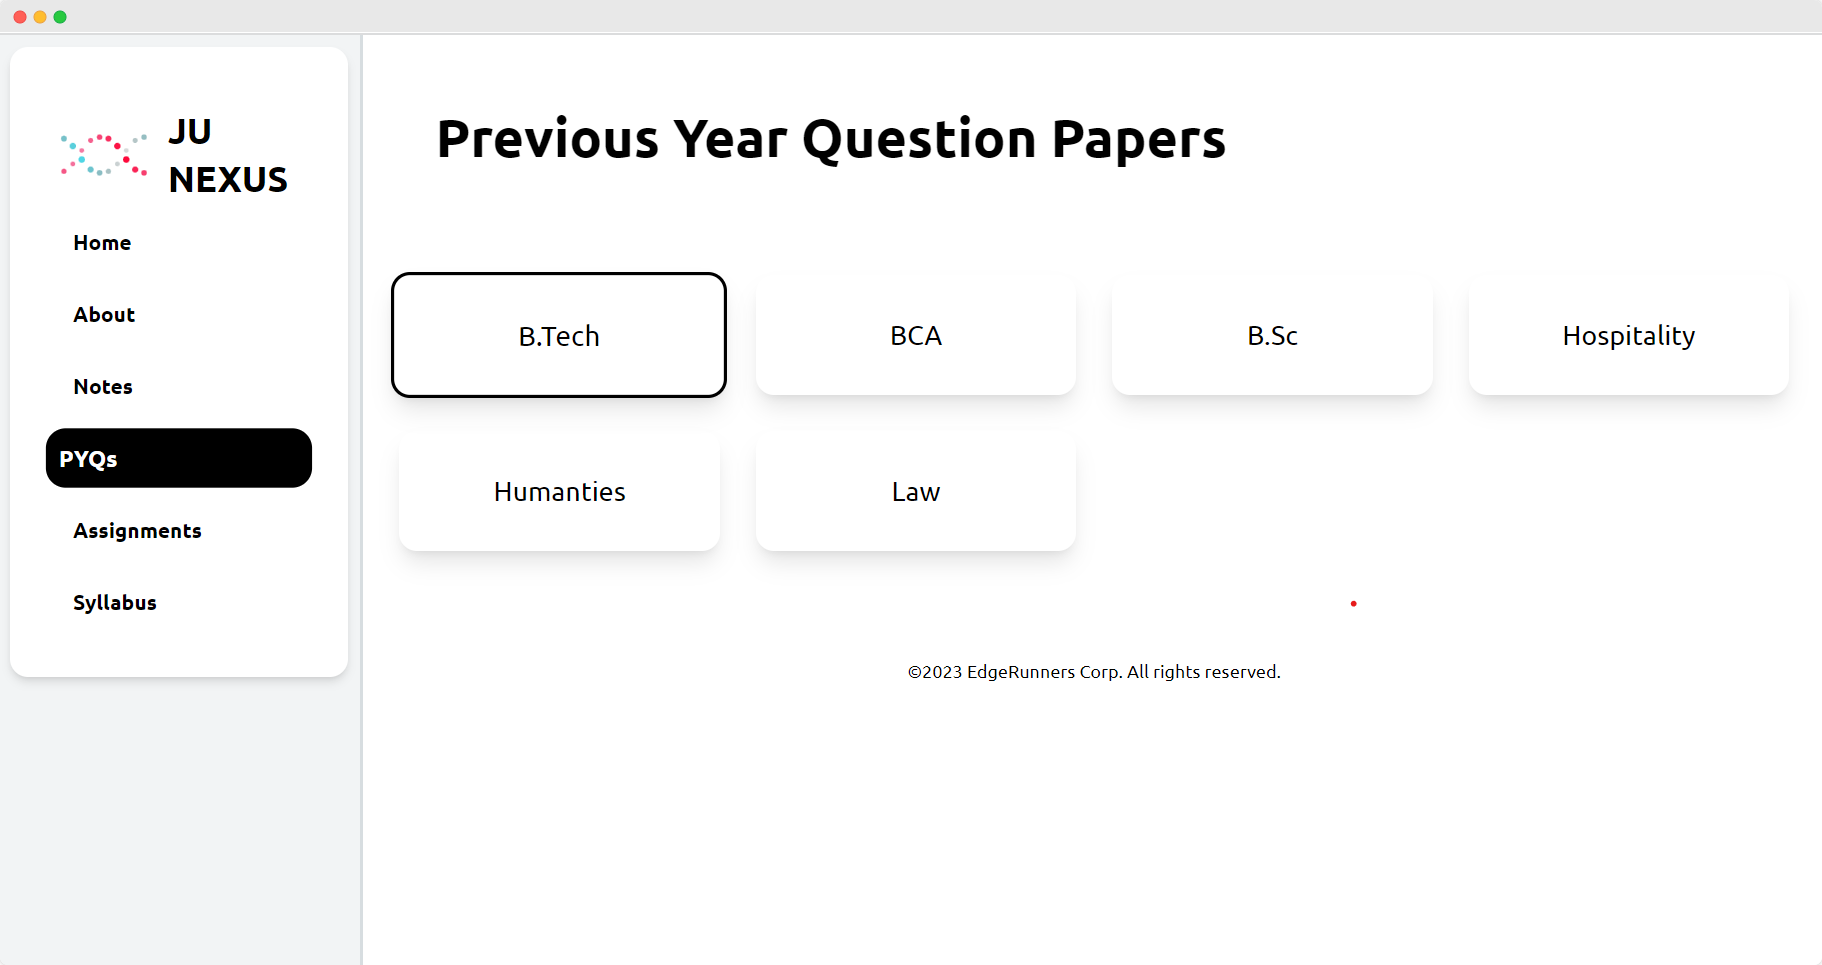 JU
NEXUS
Home
About
Notes
PYQs
Assignments
Syllabus
Previous Year Question Papers
B.Tech
BCA
B.Sc
Hospitality
Humanties
Law
©2023 EdgeRunners Corp. All rights reserved.